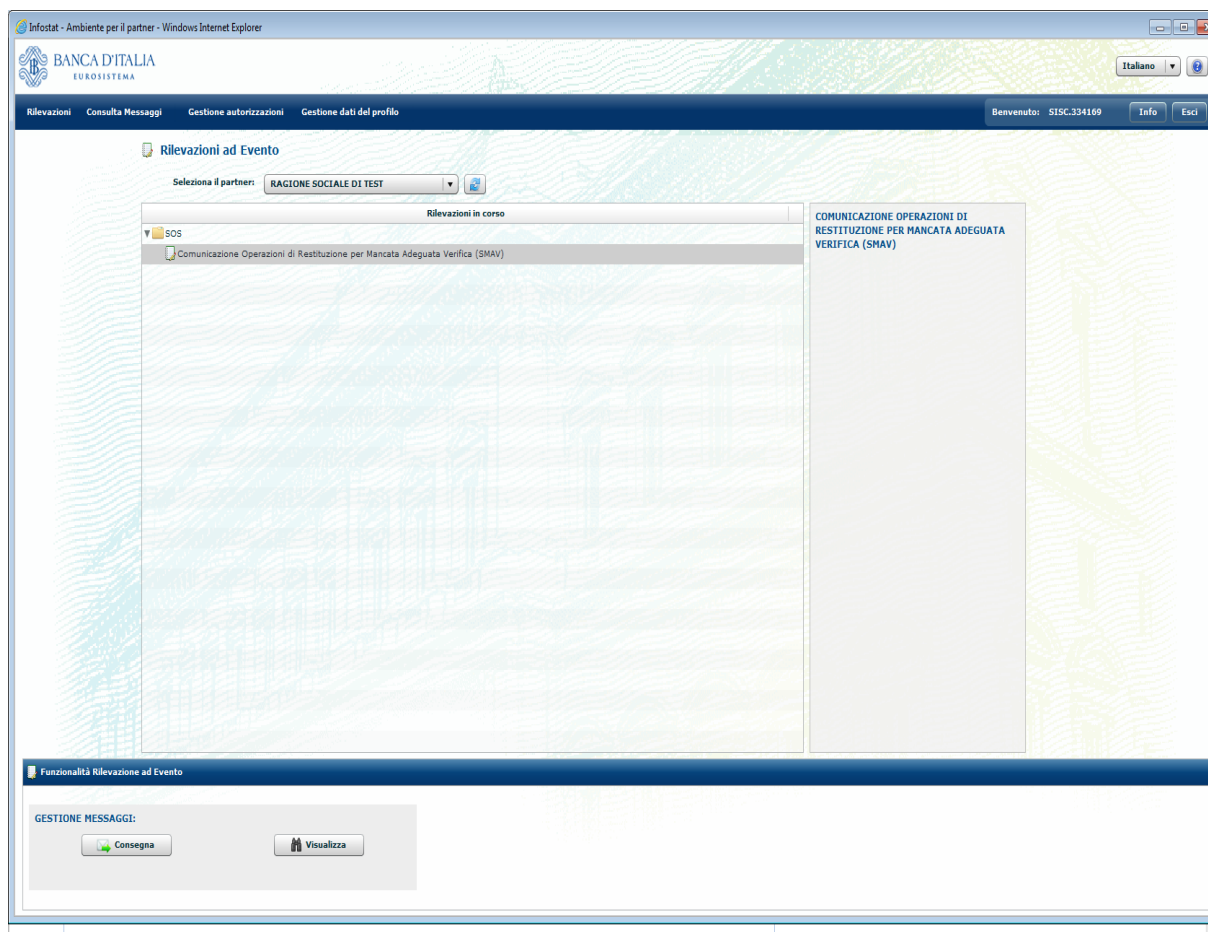 Infostat - Ambiente per il partner - Windows Internet Explorer
BANCA D'ITALIA
EUROSISTEMA
Italiano
Rilevazioni Consulta Messaggi Gestione autorizzazioni Gestione dati del profilo Benvenuto: SISC.334169 Info Esci
Rilevazioni ad Evento
Seleziona il partner: RAGIONE SOCIALE DI TEST
Rilevazioni in corso
SOS
Comunicazione Operazioni di Restituzione per Mancata Adeguata Verifica (SMAV)
COMUNICAZIONE OPERAZIONI DI
RESTITUZIONE PER MANCATA ADEGUATA
VERIFICA (SMAV)
Funzionalità Rilevazione ad Evento
GESTIONE MESSAGGI:
Consegna Visualizza